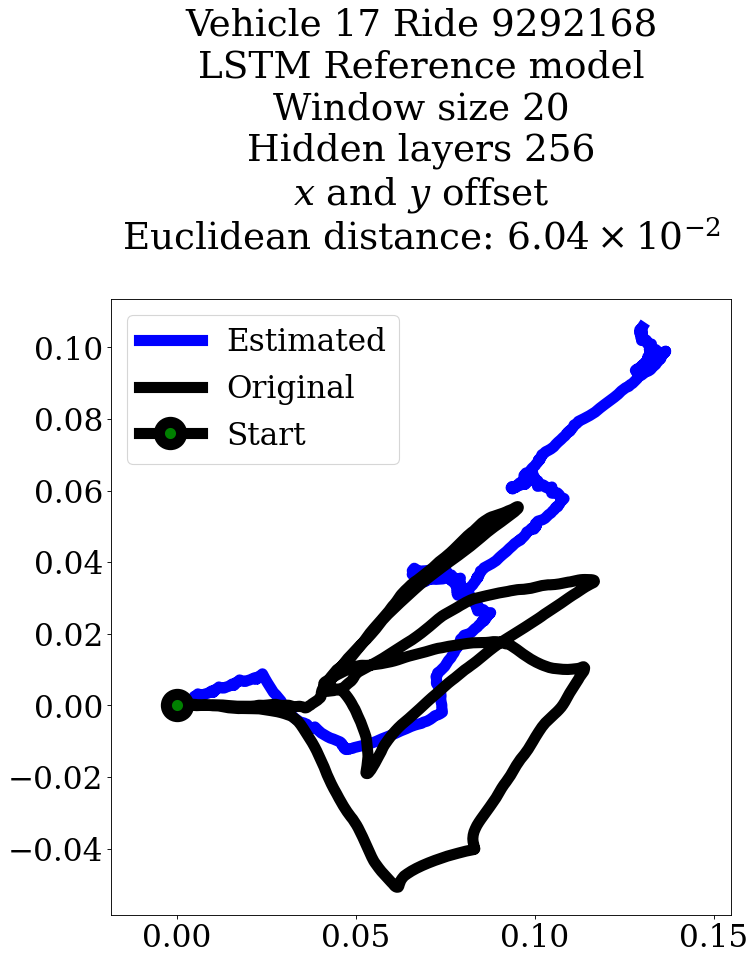 Vehicle 17 Ride 9292168
LSTM Reference model
Window size 20
Hidden layers 256
x and y offset
Euclidean distance: 6.04 × 10⁻²
Estimated
Original
Start
0.10
0.08
0.06
0.04
0.02
0.00
−0.02
−0.04
0.00 0.05 0.10 0.15